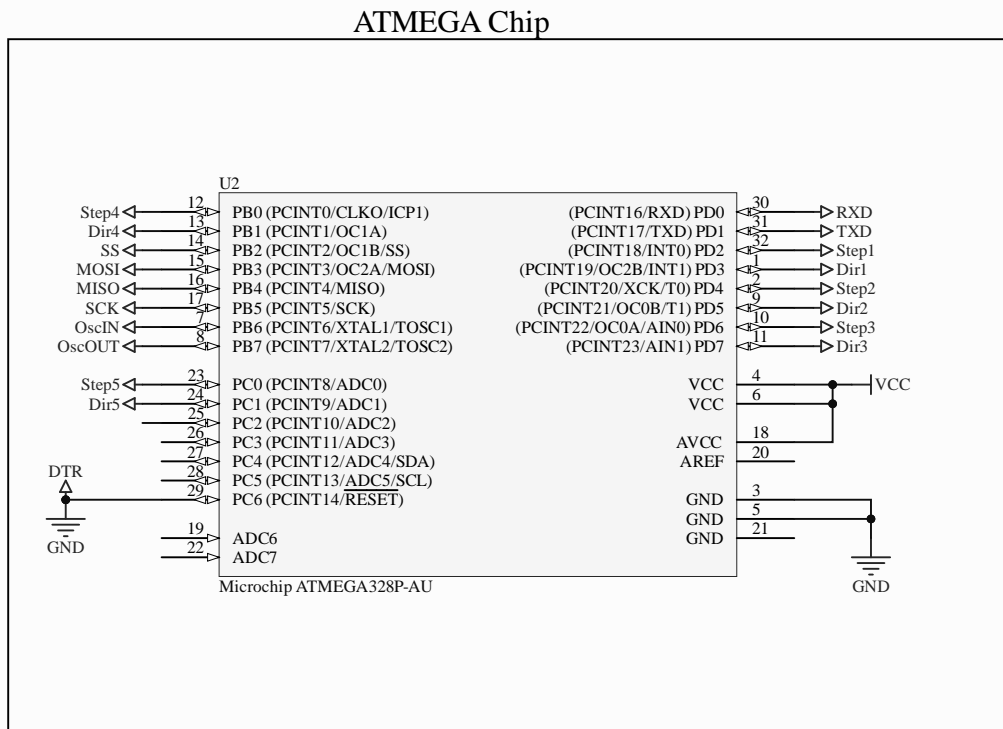 ATMEGA Chip
U2
Step4 12 PB0 (PCINT0/CLKO/ICP1) (PCINT16/RXD) PD0 30 RXD
Dir4 13 PB1 (PCINT1/OC1A) (PCINT17/TXD) PD1 31 TXD
SS 14 PB2 (PCINT2/OC1B/SS) (PCINT18/INT0) PD2 32 Step1
MOSI 15 PB3 (PCINT3/OC2A/MOSI) (PCINT19/OC2B/INT1) PD3 1 Dir1
MISO 16 PB4 (PCINT4/MISO) (PCINT20/XCK/T0) PD4 2 Step2
SCK 17 PB5 (PCINT5/SCK) (PCINT21/OC0B/T1) PD5 9 Dir2
OscIN 7 PB6 (PCINT6/XTAL1/TOSC1) (PCINT22/OC0A/AIN0) PD6 10 Step3
OscOUT 8 PB7 (PCINT7/XTAL2/TOSC2) (PCINT23/AIN1) PD7 11 Dir3
Step5 23 PC0 (PCINT8/ADC0) VCC 4 VCC
Dir5 24 PC1 (PCINT9/ADC1) VCC 6
25 PC2 (PCINT10/ADC2)
26 PC3 (PCINT11/ADC3) AVCC 18
27 PC4 (PCINT12/ADC4/SDA) AREF 20
DTR 28 PC5 (PCINT13/ADC5/SCL)
29 PC6 (PCINT14/RESET) GND 3
GND 5
19 ADC6 GND 21
GND
22 ADC7
GND
Microchip ATMEGA328P-AU